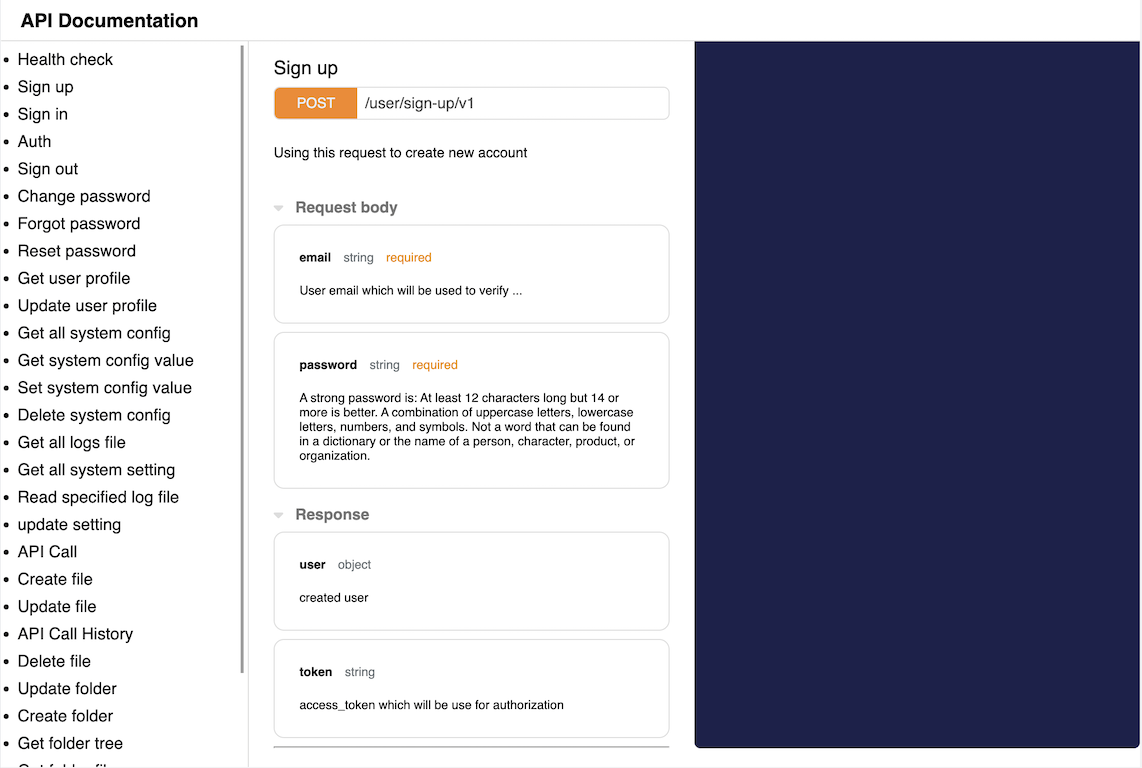 API Documentation
Health check
Sign up
Sign in
Auth
Sign out
Change password
Forgot password
Reset password
Get user profile
Update user profile
Get all system config
Get system config value
Set system config value
Delete system config
Get all logs file
Get all system setting
Read specified log file
update setting
API Call
Create file
Update file
API Call History
Delete file
Update folder
Create folder
Get folder tree
Sign up
POST /user/sign-up/v1
Using this request to create new account
Request body
email string required
User email which will be used to verify ...
password string required
A strong password is: At least 12 characters long but 14 or
more is better. A combination of uppercase letters, lowercase
letters, numbers, and symbols. Not a word that can be found
in a dictionary or the name of a person, character, product, or
organization.
Response
user object
created user
token string
access_token which will be use for authorization